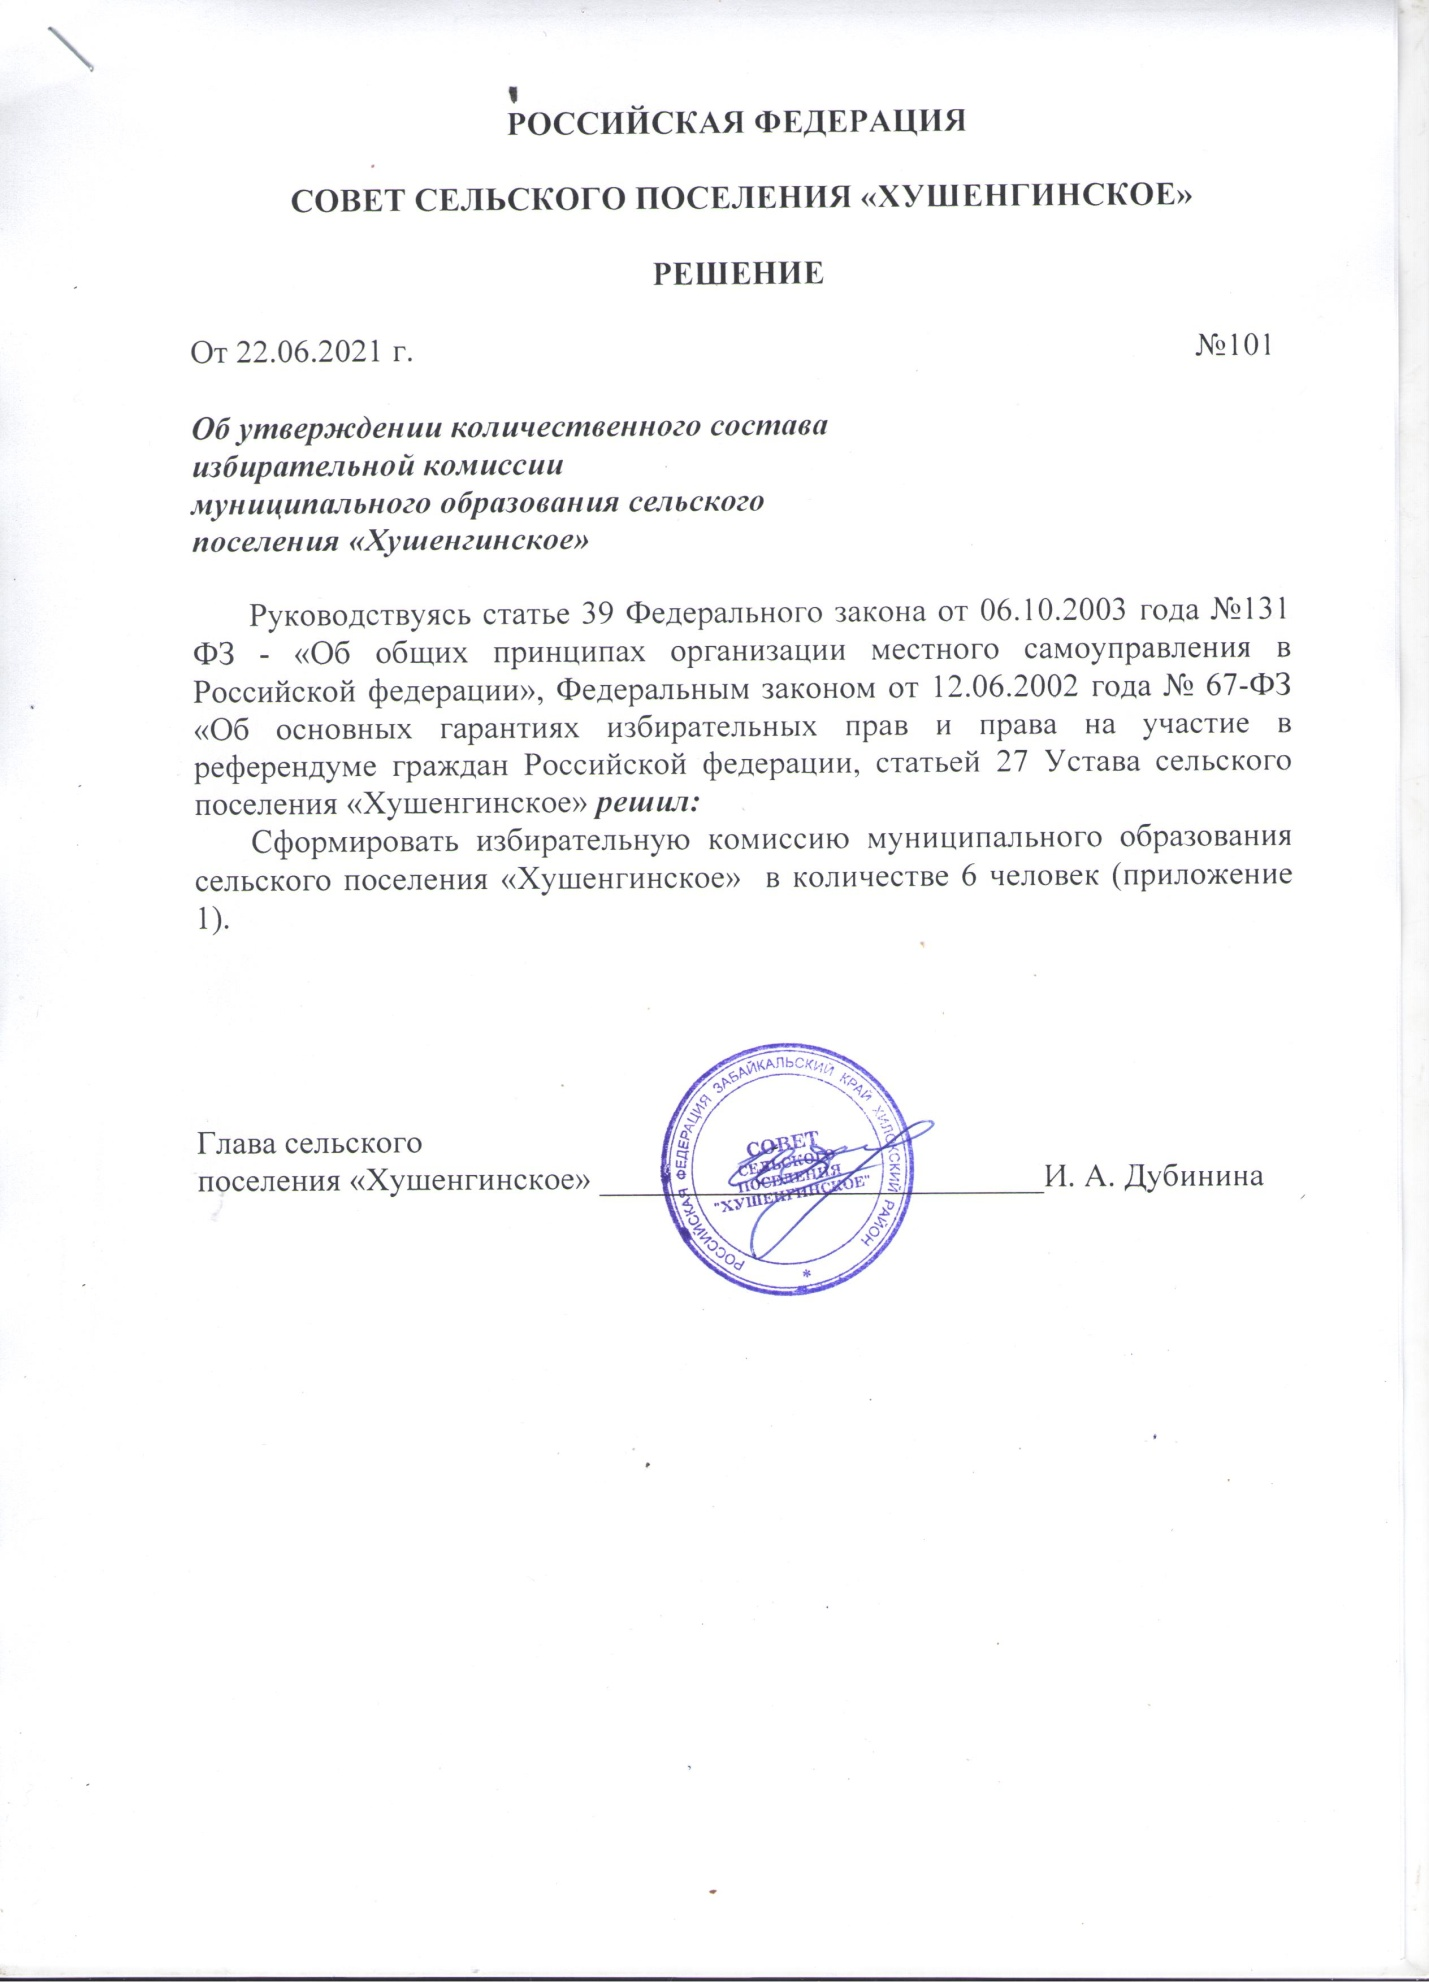 РОССИЙСКАЯ ФЕДЕРАЦИЯ
СОВЕТ СЕЛЬСКОГО ПОСЕЛЕНИЯ «ХУШЕНГИНСКОЕ»
РЕШЕНИЕ
От 22.06.2021 г. №101
Об утверждении количественного состава
избирательной комиссии
муниципального образования сельского
поселения «Хушенгинское»
Руководствуясь статье 39 Федерального закона от 06.10.2003 года №131
ФЗ - «Об общих принципах организации местного самоуправления в
Российской федерации», Федеральным законом от 12.06.2002 года № 67-ФЗ
«Об основных гарантиях избирательных прав и права на участие в
референдуме граждан Российской федерации, статьей 27 Устава сельского
поселения «Хушенгинское» решил:
Сформировать избирательную комиссию муниципального образования
сельского поселения «Хушенгинское» в количестве 6 человек (приложение
1).
Глава сельского
поселения «Хушенгинское» ____________________________И. А. Дубинина
РОССИЙСКАЯ ФЕДЕРАЦИЯ ЗАБАЙКАЛЬСКИЙ КРАЙ ХИЛОКСКИЙ РАЙОН
*
СОВЕТ
СЕЛЬСКОГО
ПОСЕЛЕНИЯ
"ХУШЕНГИНСКОЕ"